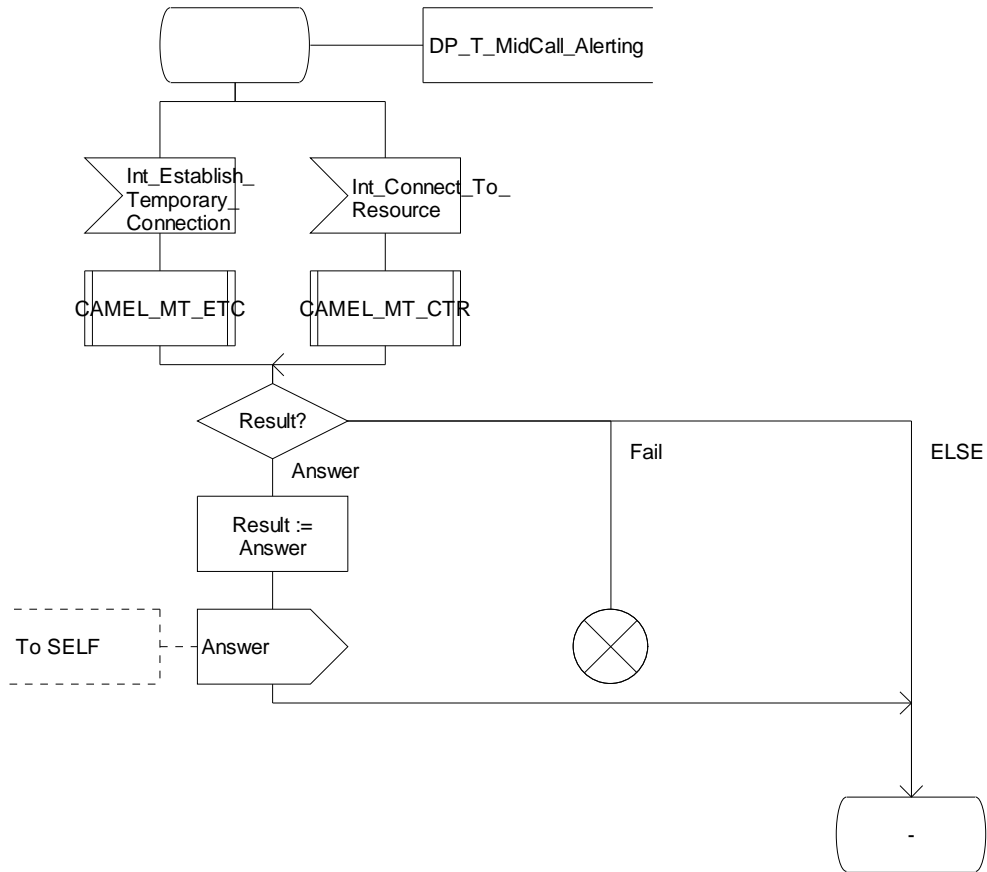 DP_T_MidCall_Alerting
Int_Establish_
Temporary_
Connection
Int_Connect_To_
Resource
CAMEL_MT_ETC
CAMEL_MT_CTR
Result?
Fail
ELSE
Answer
Result :=
Answer
To SELF
Answer
-